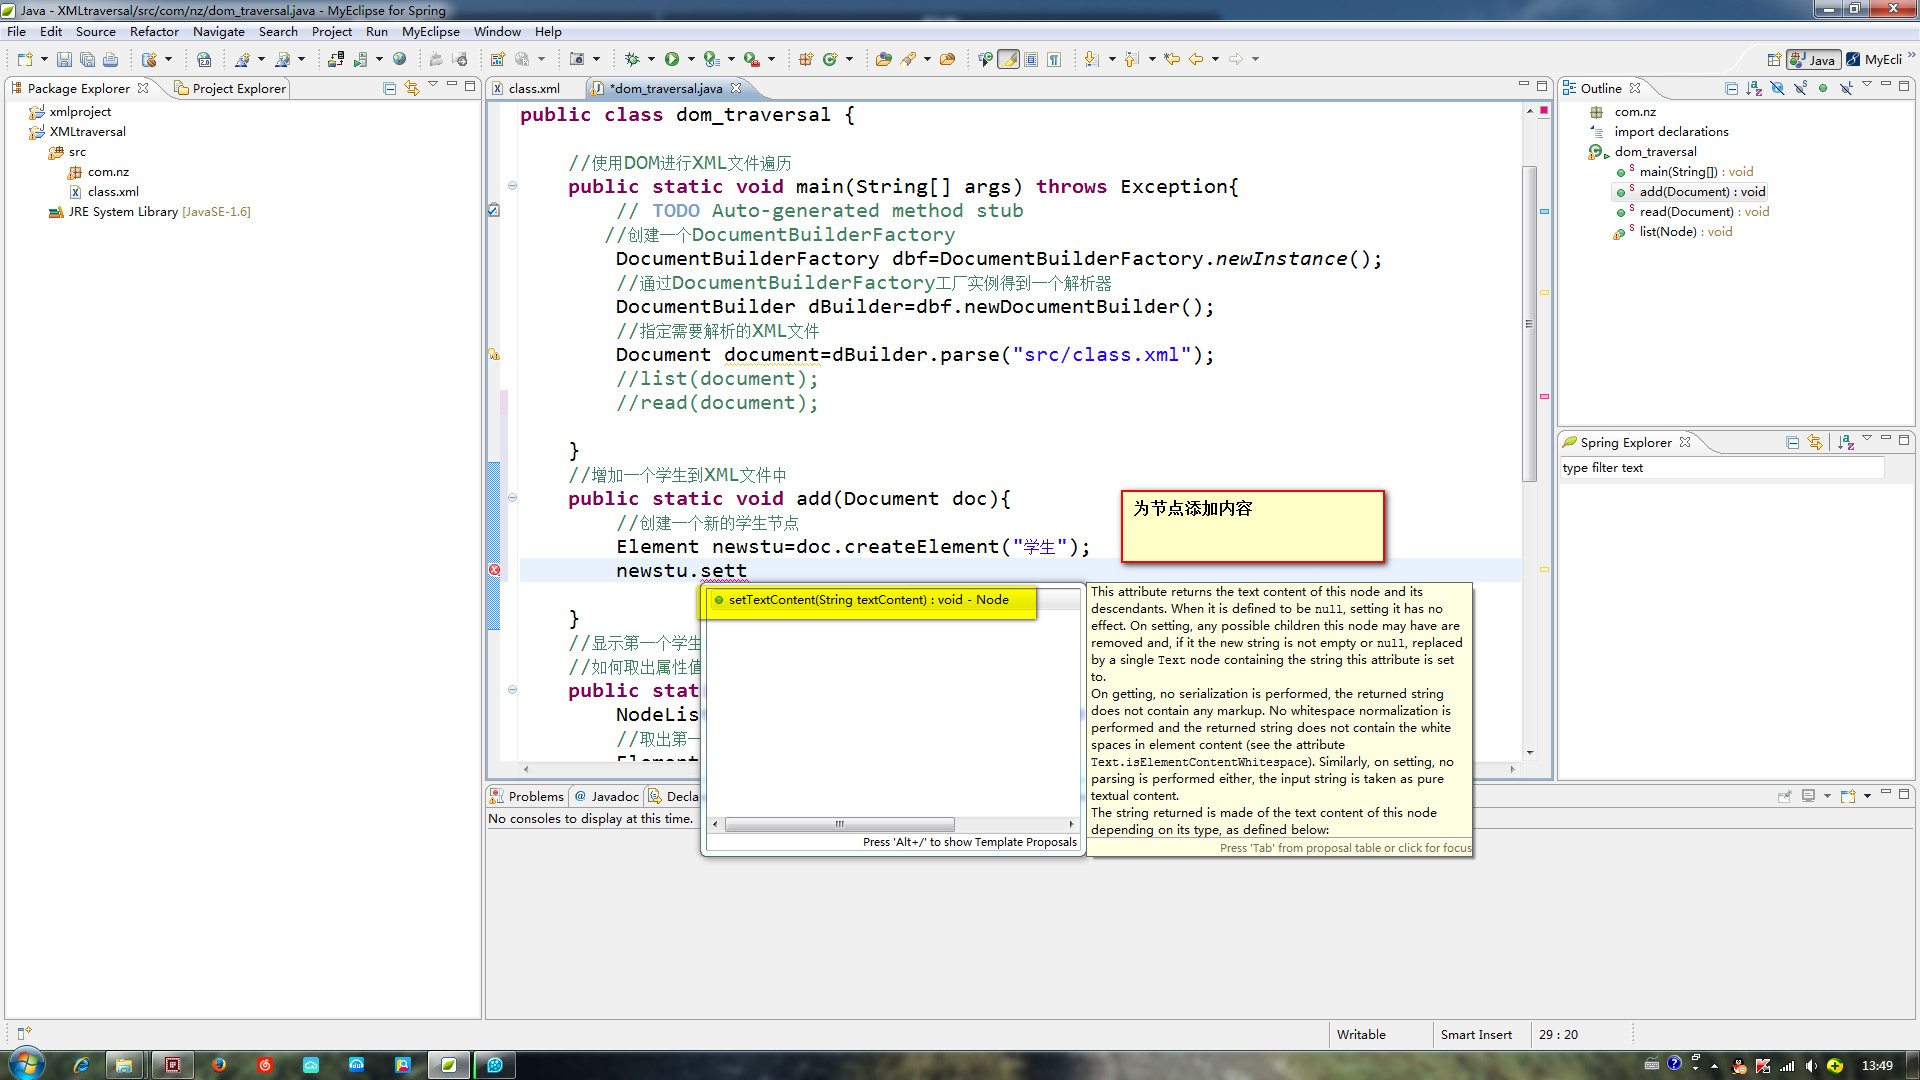 Java - XMLtraversal/src/com/nz/dom_traversal.java - MyEclipse for Spring
File Edit Source Refactor Navigate Search Project Run MyEclipse Window Help
Java MyEcli
Package Explorer Project Explorer
xmlproject
XMLtraversal
src
com.nz
class.xml
JRE System Library [JavaSE-1.6]
class.xml *dom_traversal.java
public class dom_traversal {
//使用DOM进行XML文件遍历
public static void main(String[] args) throws Exception{
// TODO Auto-generated method stub
//创建一个DocumentBuilderFactory
DocumentBuilderFactory dbf=DocumentBuilderFactory.newInstance();
//通过DocumentBuilderFactory工厂实例得到一个解析器
DocumentBuilder dBuilder=dbf.newDocumentBuilder();
//指定需要解析的XML文件
Document document=dBuilder.parse("src/class.xml");
//list(document);
//read(document);
}
//增加一个学生到XML文件中
public static void add(Document doc){
//创建一个新的学生节点
Element newstu=doc.createElement("学生");
newstu.sett
}
//显示第一个学生
//如何取出属性值
public stat
NodeLis
//取出第一
Element
为节点添加内容
setTextContent(String textContent) : void - Node
Press 'Alt+/' to show Template Proposals
This attribute returns the text content of this node and its
descendants. When it is defined to be null, setting it has no
effect. On setting, any possible children this node may have are
removed and, if it the new string is not empty or null, replaced
by a single Text node containing the string this attribute is set
to.
On getting, no serialization is performed, the returned string
does not contain any markup. No whitespace normalization is
performed and the returned string does not contain the white
spaces in element content (see the attribute
Text.isElementContentWhitespace). Similarly, on setting, no
parsing is performed either, the input string is taken as pure
textual content.
The string returned is made of the text content of this node
depending on its type, as defined below:
Press 'Tab' from proposal table or click for focus
Outline
com.nz
import declarations
dom_traversal
main(String[]) : void
add(Document) : void
read(Document) : void
list(Node) : void
Spring Explorer
type filter text
Problems @ Javadoc Decla
No consoles to display at this time.
Writable Smart Insert 29 : 20
13:49